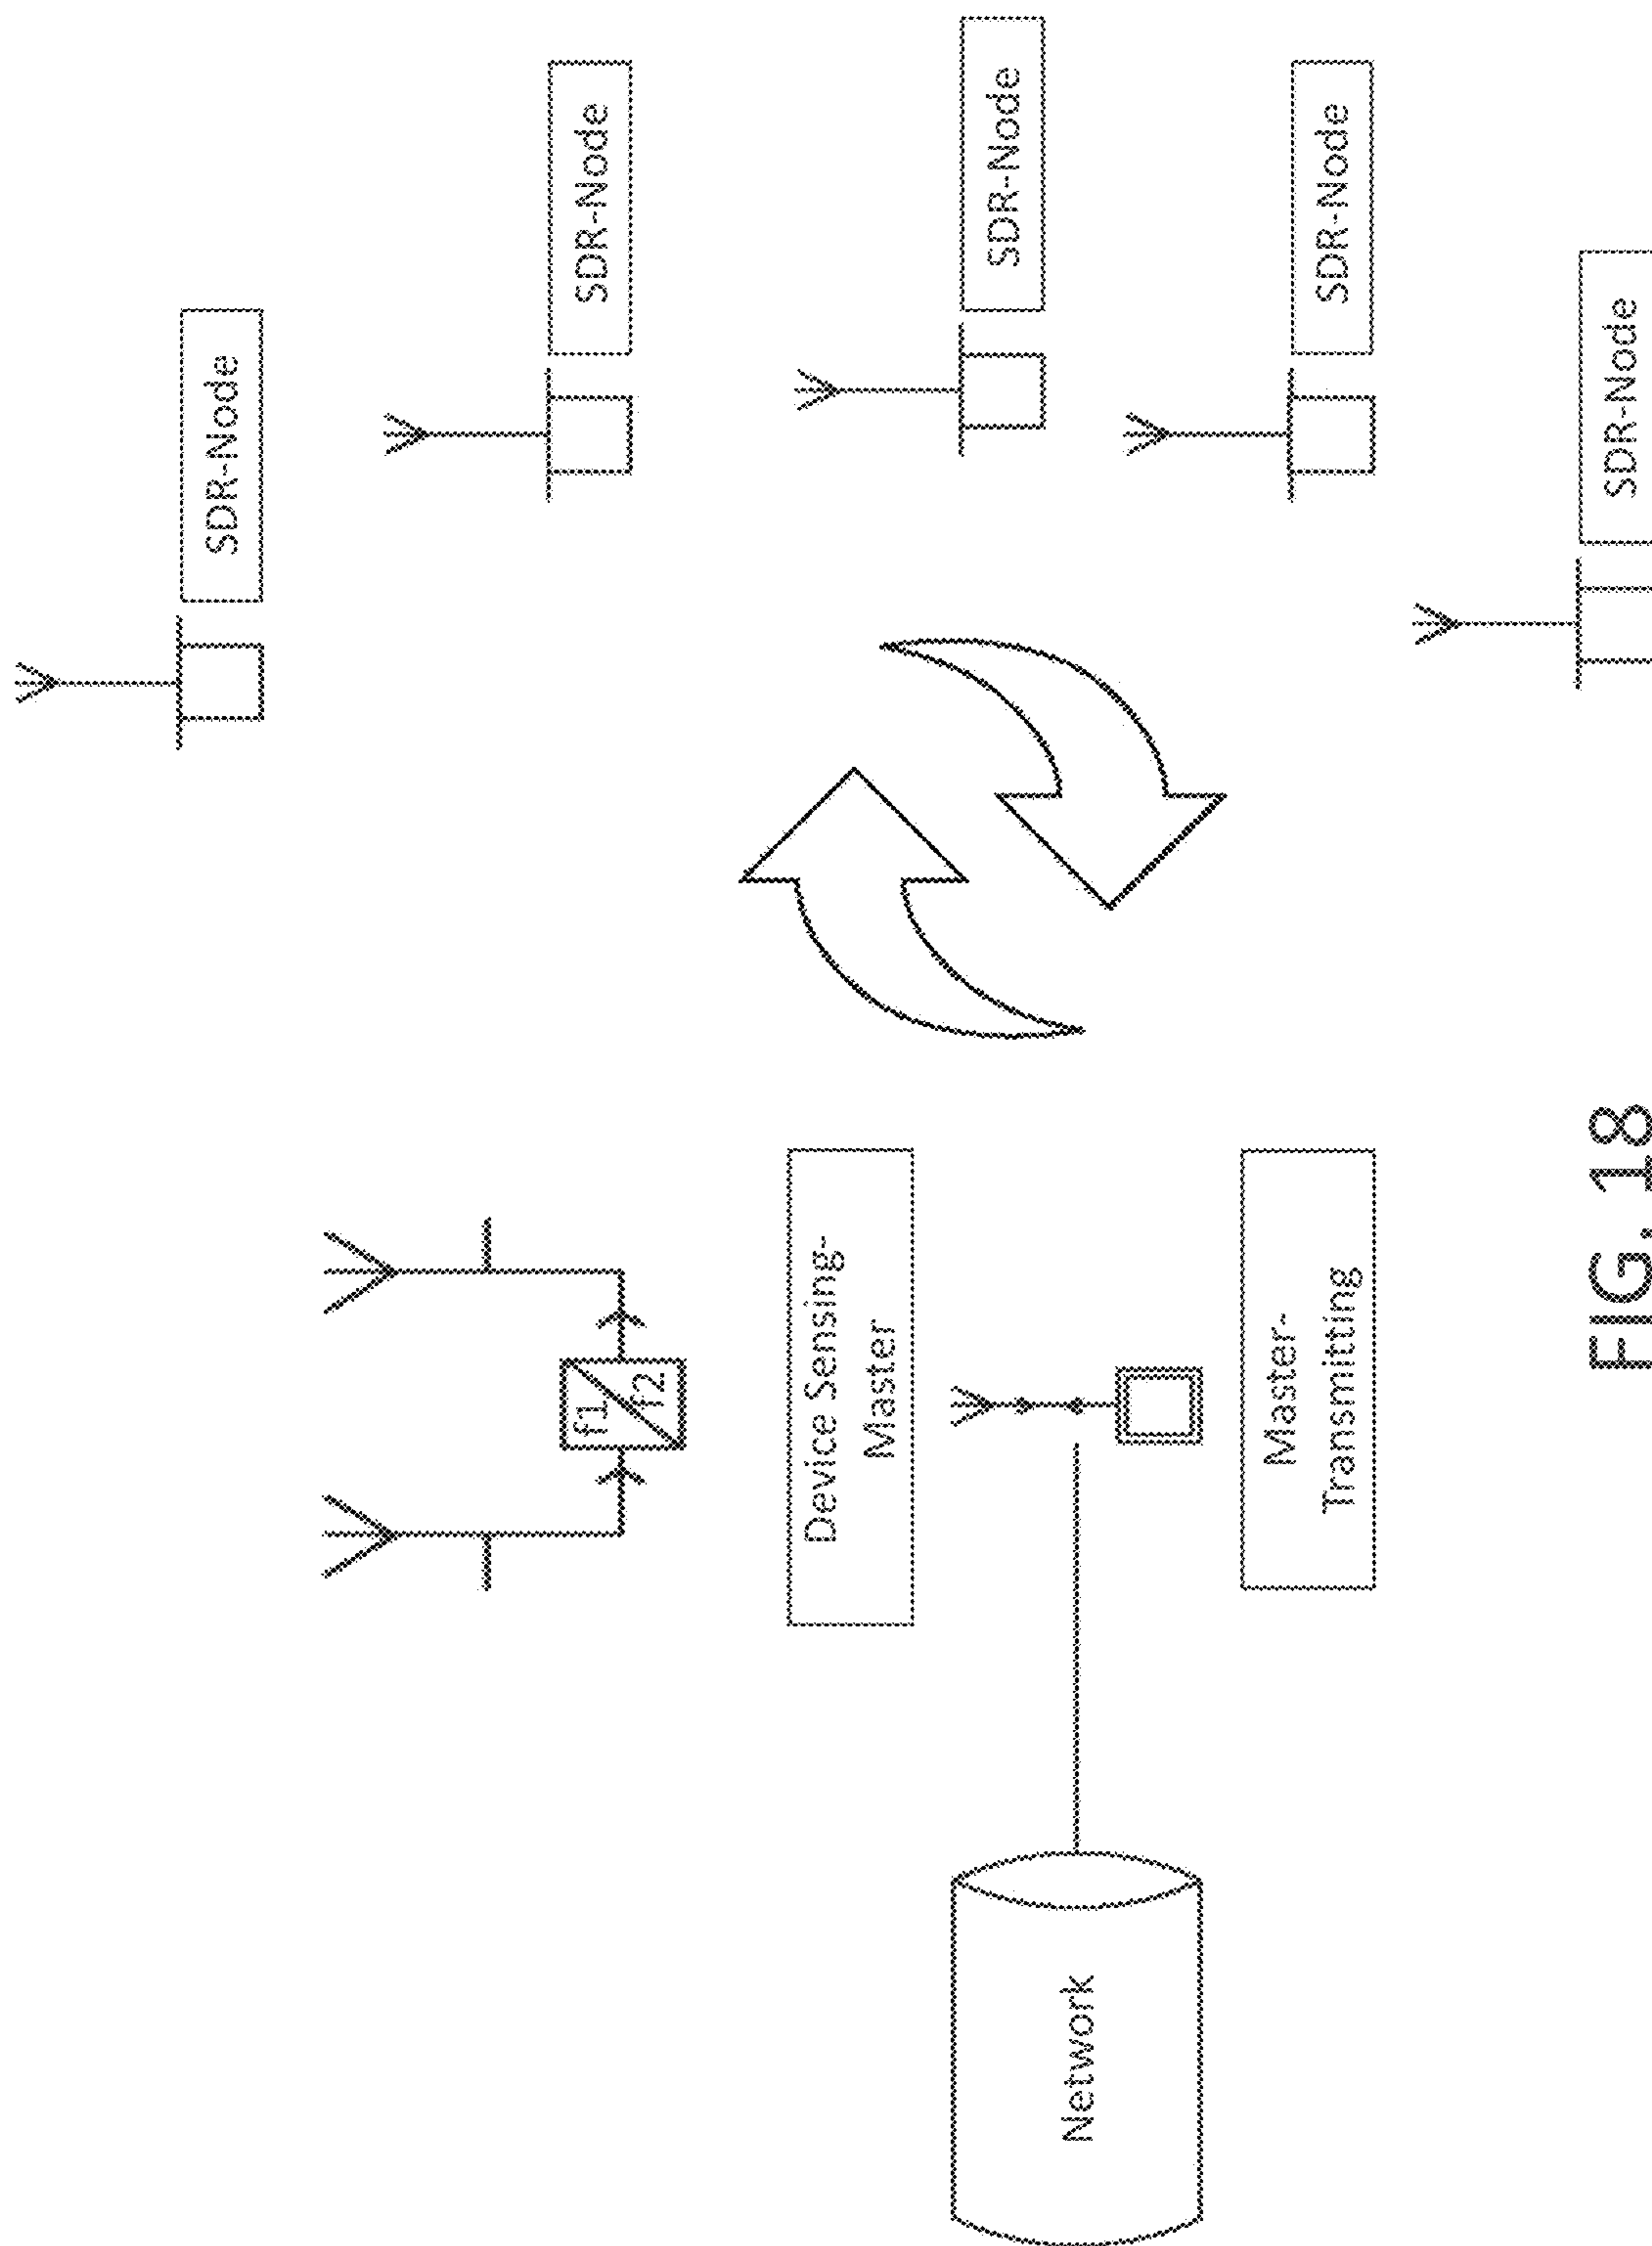 SDR-Node
SDR-Node
f1
f2
Device Sensing-
Master
SDR-Node
Network
Master-
Transmitting
SDR-Node
SDR-Node
FIG. 18